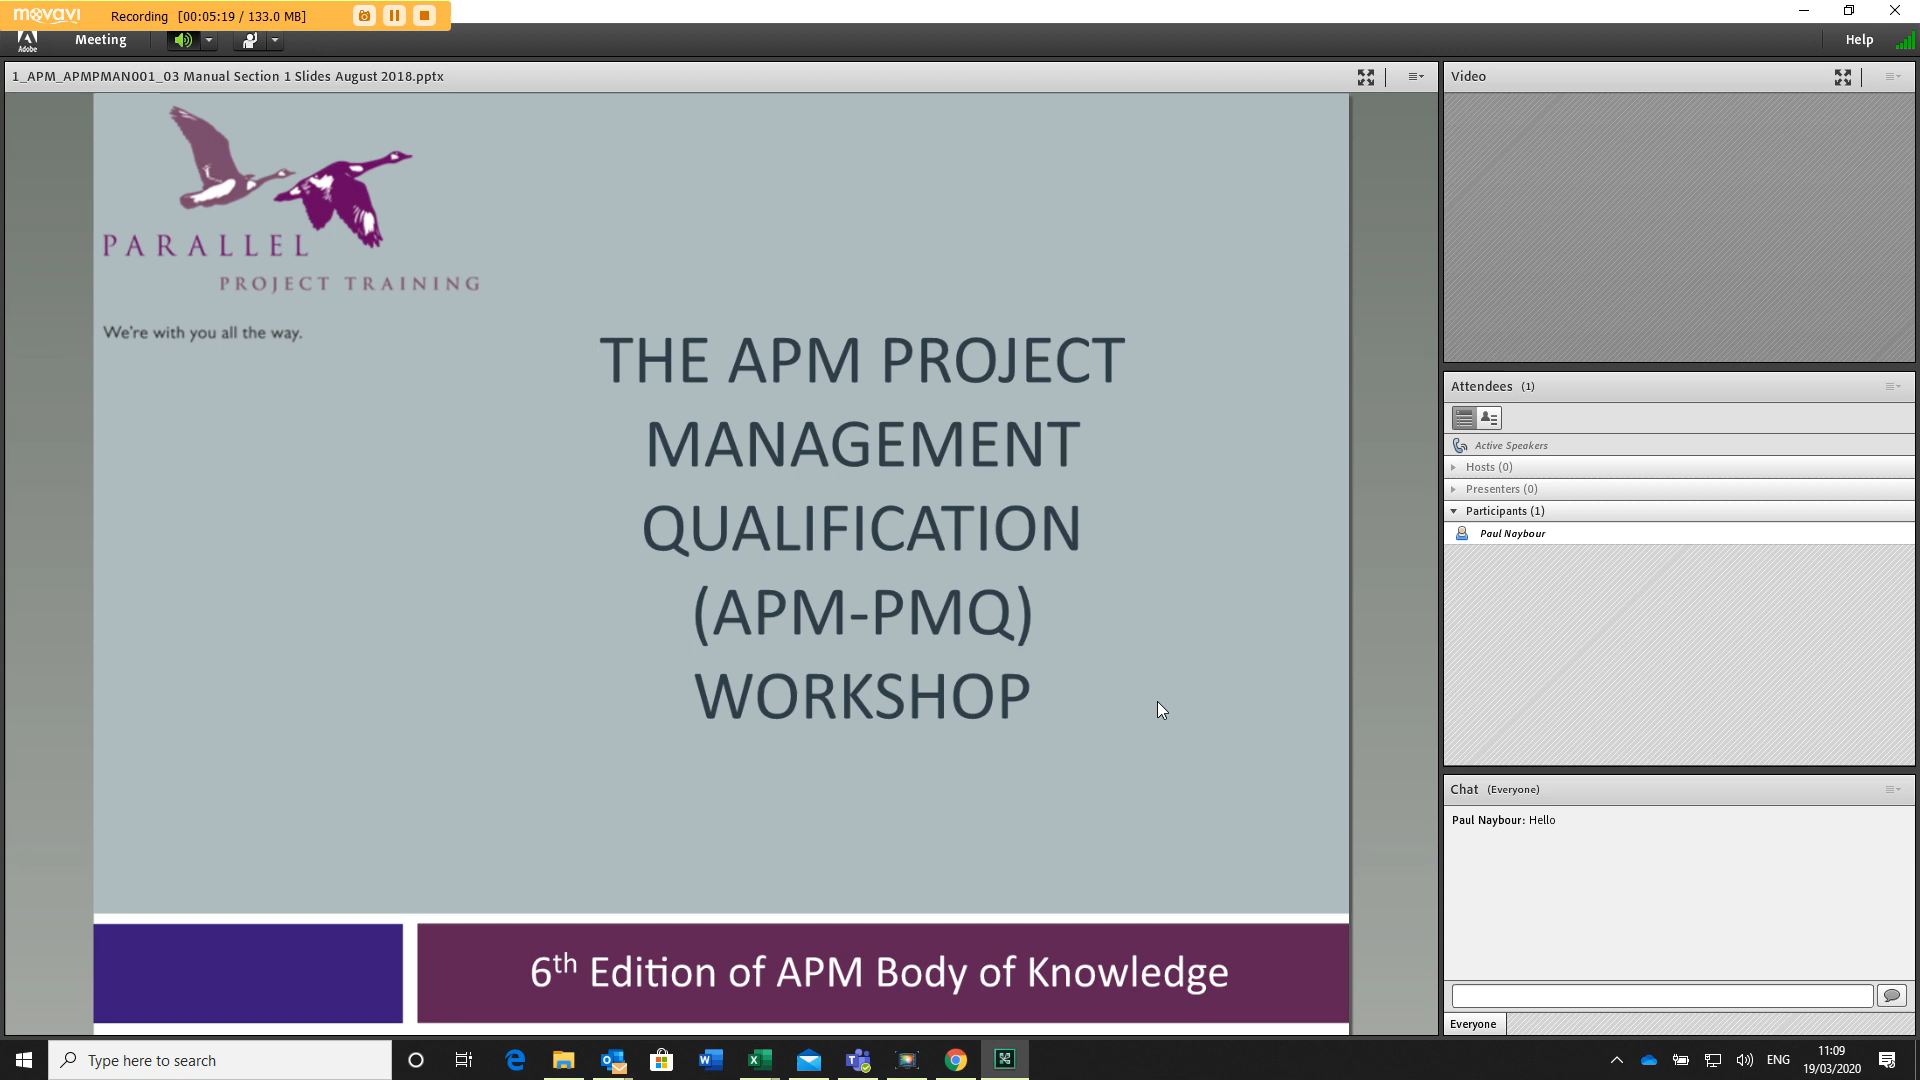 movavi Recording [00:05:19 / 133.0 MB]
Adobe Meeting Help
1_APM_APMPMAN001_03 Manual Section 1 Slides August 2018.pptx
PARALLEL
PROJECT TRAINING
We're with you all the way.
THE APM PROJECT
MANAGEMENT
QUALIFICATION
(APM-PMQ)
WORKSHOP
6th Edition of APM Body of Knowledge
Video
Attendees (1)
Active Speakers
Hosts (0)
Presenters (0)
Participants (1)
Paul Naybour
Chat (Everyone)
Paul Naybour: Hello
Everyone
Type here to search
ENG
11:09
19/03/2020